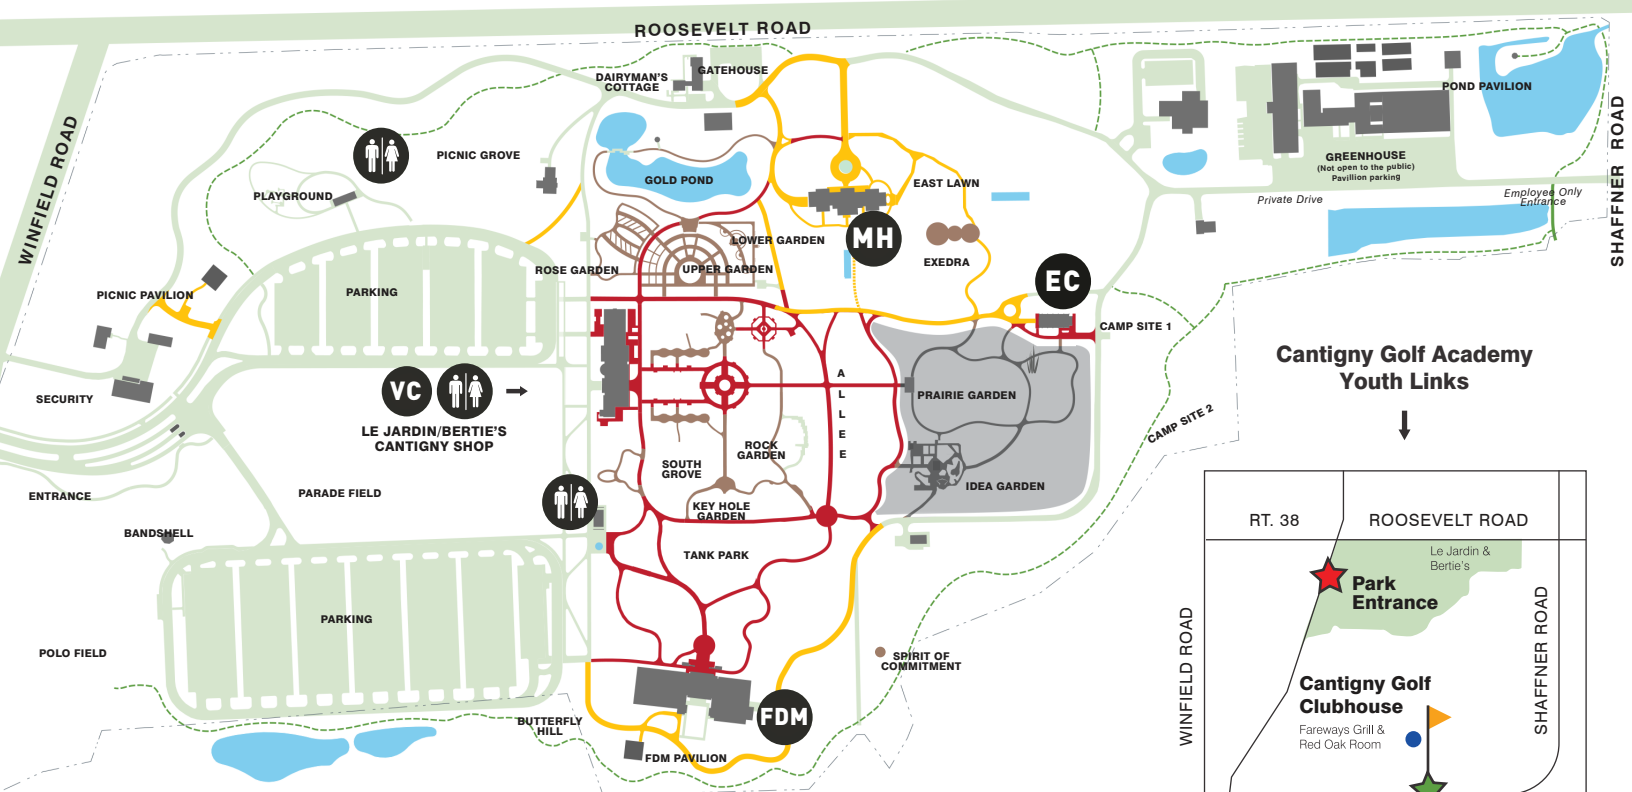 ROOSEVELT ROAD
WINFIELD ROAD
SHAFFNER ROAD
DAIRYMAN'S
COTTAGE
GATEHOUSE
POND PAVILION
PICNIC GROVE
PLAYGROUND
GOLD POND
EAST LAWN
GREENHOUSE
(Not open to the public)
Pavillion parking
Private Drive
Employee Only
Entrance
LOWER GARDEN
MH
EXEDRA
ROSE GARDEN
UPPER GARDEN
EC
PICNIC PAVILION
PARKING
CAMP SITE 1
SECURITY
VC
LE JARDIN/BERTIE'S
CANTIGNY SHOP
ALLEE
PRAIRIE GARDEN
CAMP SITE 2
ROCK
GARDEN
SOUTH
GROVE
IDEA GARDEN
KEY HOLE
GARDEN
ENTRANCE
PARADE FIELD
BANDSHELL
TANK PARK
PARKING
POLO FIELD
SPIRIT OF
COMMITMENT
BUTTERFLY
HILL
FDM
FDM PAVILION
Cantigny Golf Academy
Youth Links
RT. 38
ROOSEVELT ROAD
Le Jardin &
Bertie's
Park
Entrance
WINFIELD ROAD
SHAFFNER ROAD
Cantigny Golf
Clubhouse
Fareways Grill &
Red Oak Room